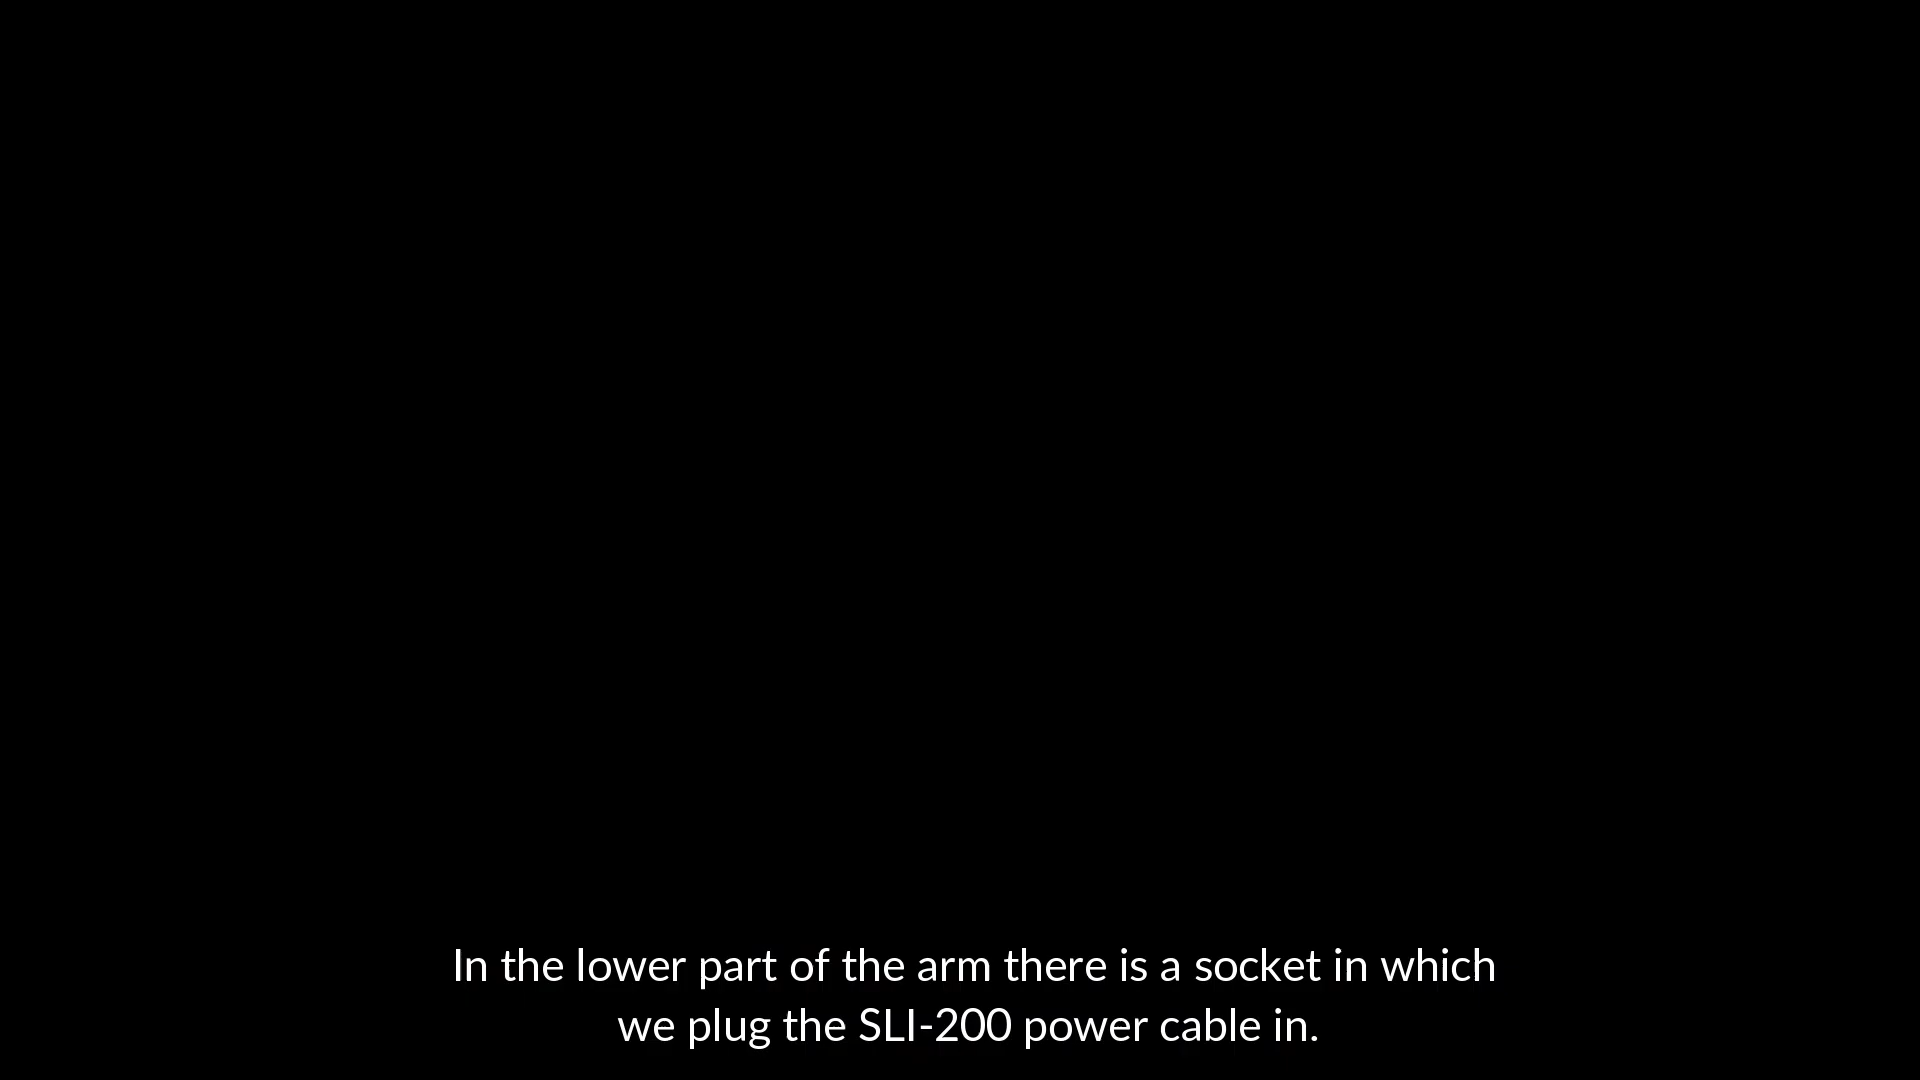 In the lower part of the arm there is a socket in which
we plug the SLI-200 power cable in.